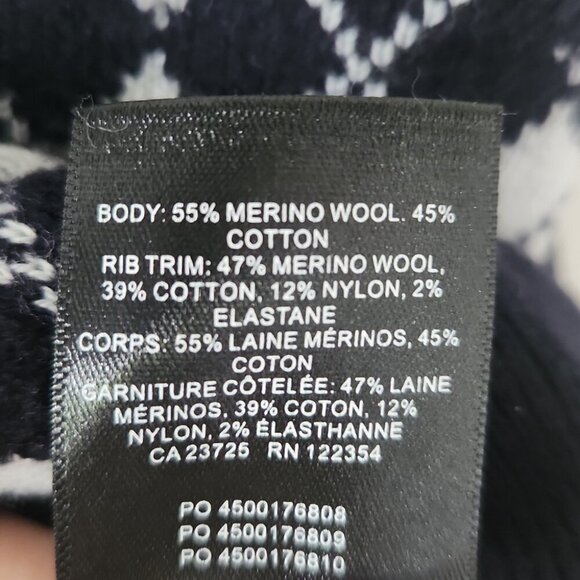 BODY: 55% MERINO WOOL. 45%
COTTON
RIB TRIM: 47% MERINO WOOL,
39% COTTON, 12% NYLON, 2%
ELASTANE
CORPS: 55% LAINE MÉRINOS, 45%
COTON
GARNITURE CÔTELÉE: 47% LAINE
MÉRINOS, 39% COTON, 12%
NYLON, 2% ÉLASTHANNE
CA 23725 RN 122354
PO 4500176808
PO 4500176809
PO 4500176810